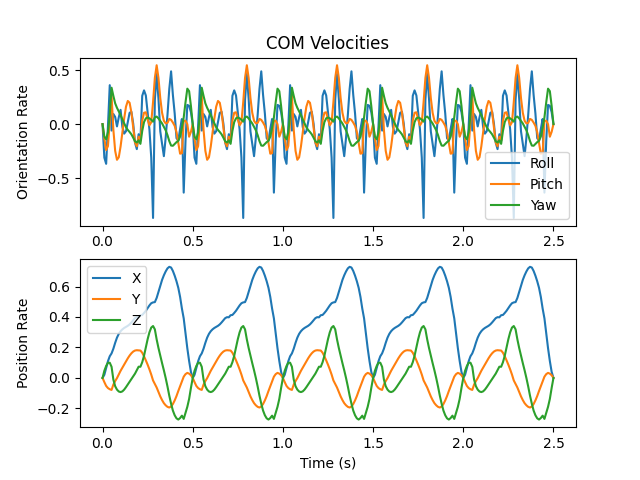 COM Velocities
Orientation Rate
0.5
0.0
−0.5
Roll
Pitch
Yaw
0.0 0.5 1.0 1.5 2.0 2.5
Position Rate
0.6
0.4
0.2
0.0
−0.2
X
Y
Z
0.0 0.5 1.0 1.5 2.0 2.5
Time (s)